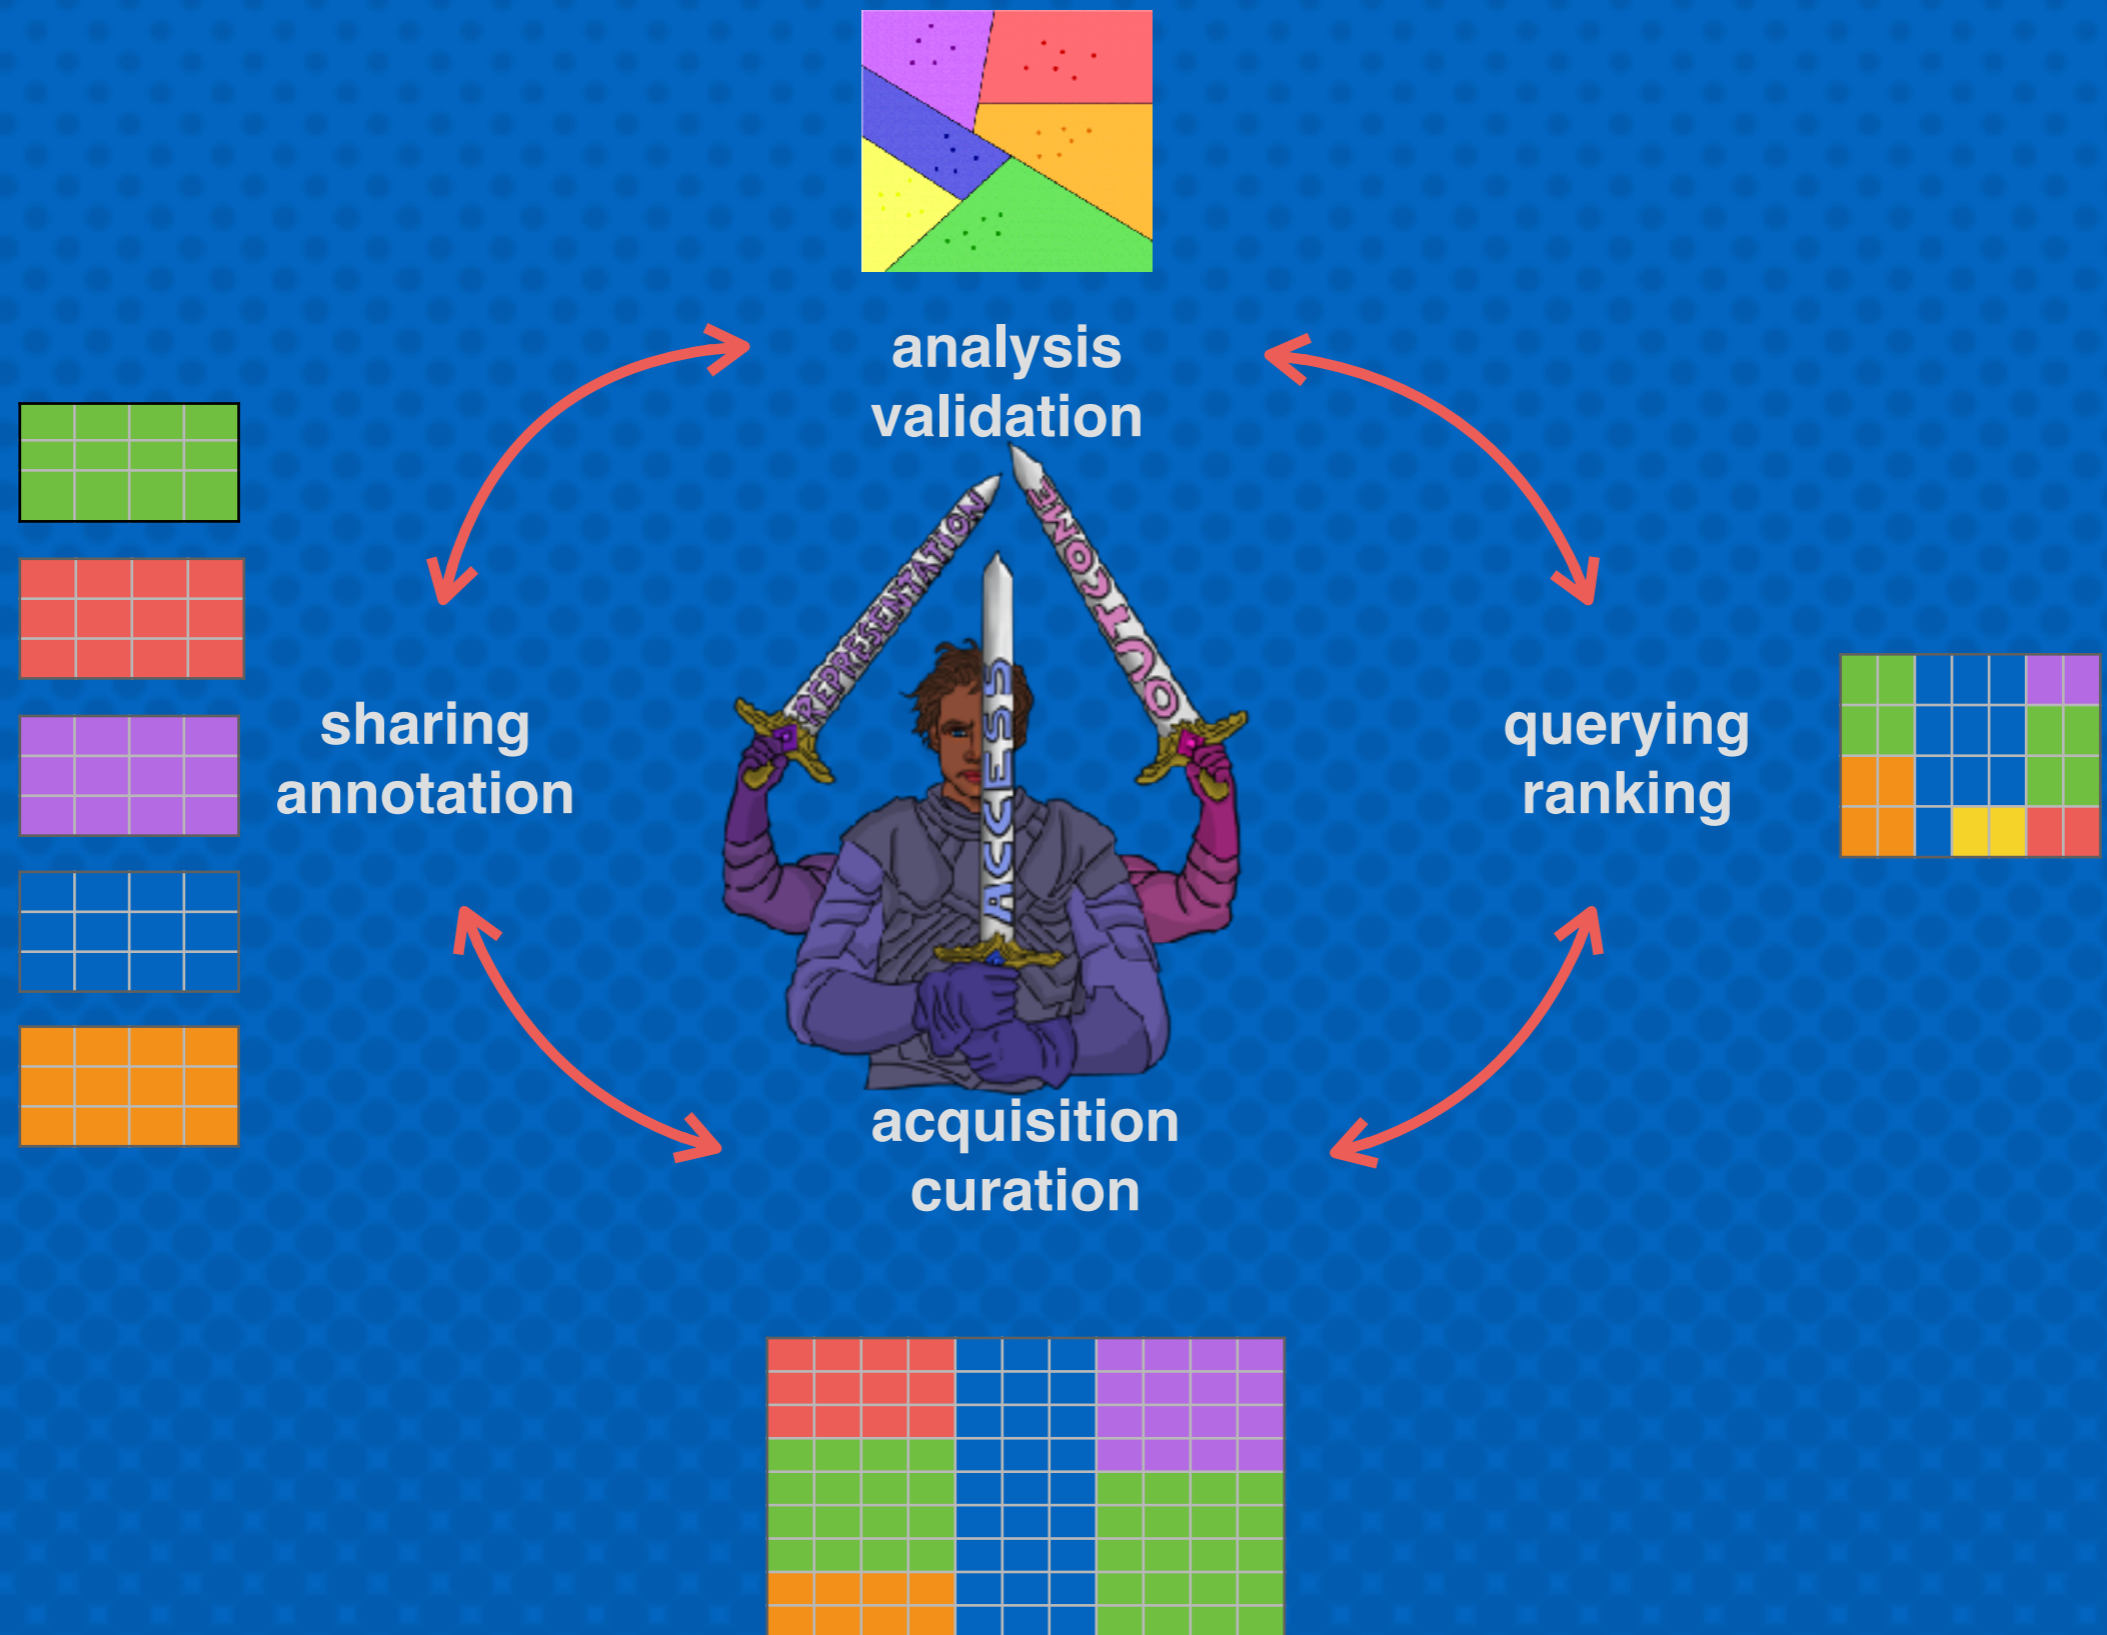 analysis
validation
REPRESENTATION
OUTCOME
ACCESS
sharing
annotation
querying
ranking
acquisition
curation